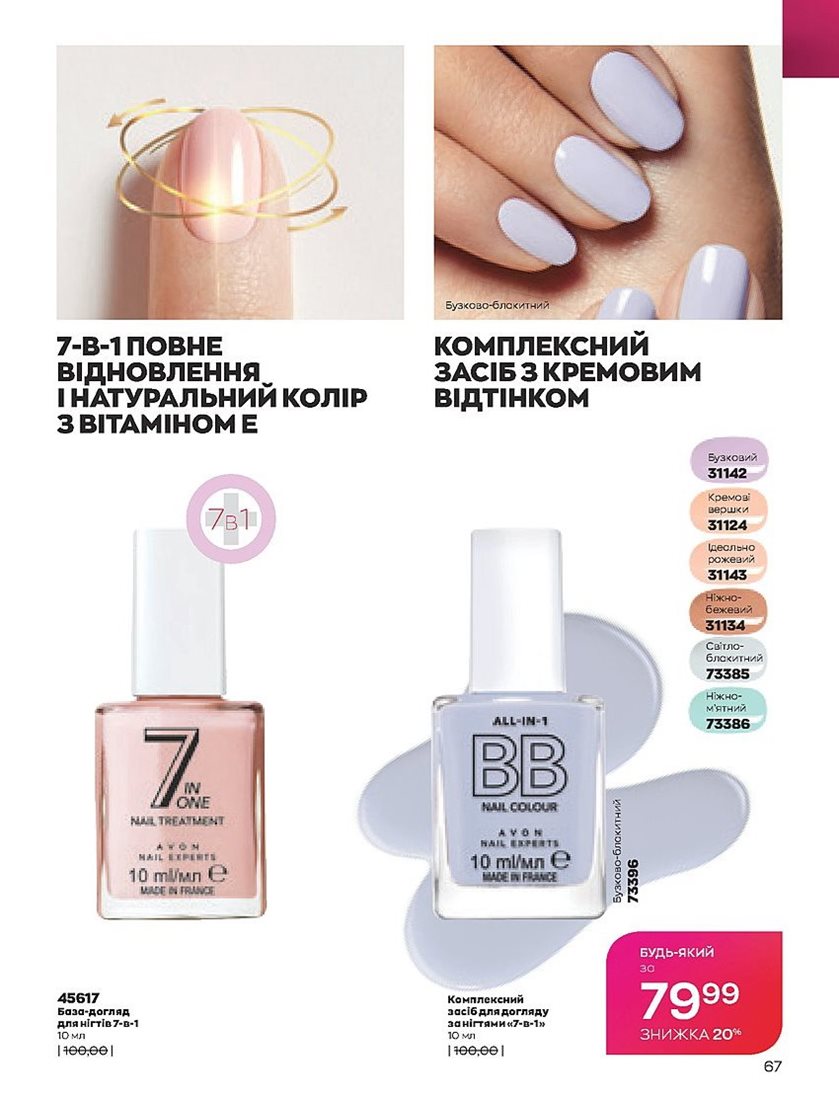 Бузково-блакитний
7-В-1 ПОВНЕ
ВІДНОВЛЕННЯ
І НАТУРАЛЬНИЙ КОЛІР
З ВІТАМІНОМ Е
КОМПЛЕКСНИЙ
ЗАСІБ З КРЕМОВИМ
ВІДТІНКОМ
7в1
7
IN
ONE
NAIL TREATMENT
AVON
NAIL EXPERTS
10 ml/мл ℮
MADE IN FRANCE
ALL-IN-1
BB
NAIL COLOUR
AVON
NAIL EXPERTS
10 ml/мл ℮
MADE IN FRANCE
Бузково-блакитний
73396
Бузковий
31142
Кремові
вершки
31124
Ідеально
рожевий
31143
Ніжно-
бежевий
31134
Світло-
блакитний
73385
Ніжно-
м'ятний
73386
45617
База-догляд
для нігтів 7-в-1
10 мл
| 100,00 |
Комплексний
засіб для догляду
за нігтями «7-в-1»
10 мл
| 100,00 |
БУДЬ-ЯКИЙ
за
79⁹⁹
ЗНИЖКА 20%
67